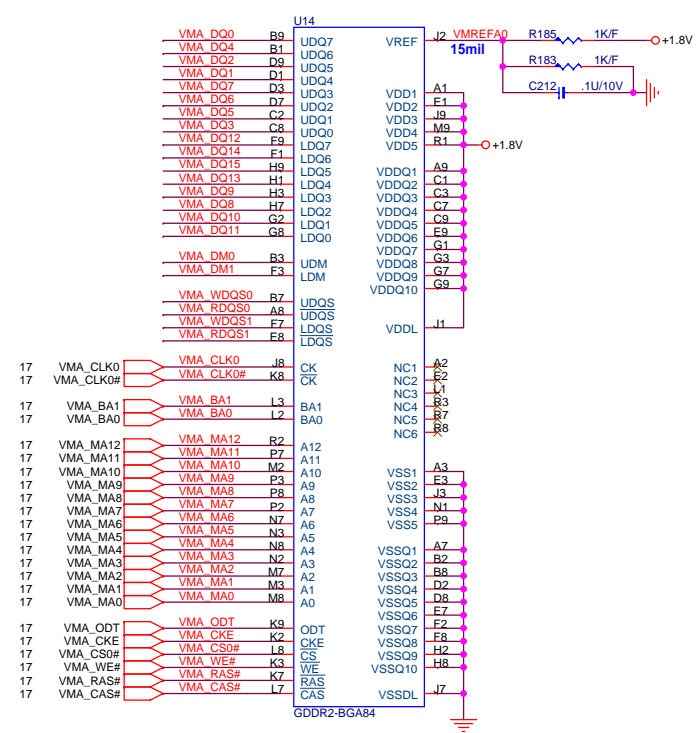 U14
VMA_DQ0 B9 UDQ7 VREF J2 VMREFA0 R185 1K/F +1.8V
VMA_DQ4 B1 UDQ6 15mil
VMA_DQ2 D9 UDQ5 R183 1K/F
VMA_DQ1 D1 UDQ4
VMA_DQ7 D3 UDQ3 VDD1 A1 C212 .1U/10V
VMA_DQ6 D7 UDQ2 VDD2 E1
VMA_DQ5 C2 UDQ1 VDD3 J9
VMA_DQ3 C8 UDQ0 VDD4 M9
VMA_DQ12 F9 LDQ7 VDD5 R1 +1.8V
VMA_DQ14 F1 LDQ6
VMA_DQ15 H9 LDQ5 VDDQ1 A9
VMA_DQ13 H1 LDQ4 VDDQ2 C1
VMA_DQ9 H3 LDQ3 VDDQ3 C3
VMA_DQ8 H7 LDQ2 VDDQ4 C7
VMA_DQ10 G2 LDQ1 VDDQ5 C9
VMA_DQ11 G8 LDQ0 VDDQ6 E9
VDDQ7 G1
VMA_DM0 B3 UDM VDDQ8 G3
VMA_DM1 F3 LDM VDDQ9 G7
VDDQ10 G9
VMA_WDQS0 B7 UDQS
VMA_RDQS0 A8 UDQS
VMA_WDQS1 F7 LDQS VDDL J1
VMA_RDQS1 E8 LDQS
17 VMA_CLK0 VMA_CLK0 J8 CK NC1 A2
17 VMA_CLK0# VMA_CLK0# K8 CK NC2 E2
NC3 L1
17 VMA_BA1 VMA_BA1 L3 BA1 NC4 R3
17 VMA_BA0 VMA_BA0 L2 BA0 NC5 R7
NC6 R8
17 VMA_MA12 VMA_MA12 R2 A12
17 VMA_MA11 VMA_MA11 P7 A11
17 VMA_MA10 VMA_MA10 M2 A10 VSS1 A3
17 VMA_MA9 VMA_MA9 P3 A9 VSS2 E3
17 VMA_MA8 VMA_MA8 P8 A8 VSS3 J3
17 VMA_MA7 VMA_MA7 P2 A7 VSS4 N1
17 VMA_MA6 VMA_MA6 N7 A6 VSS5 P9
17 VMA_MA5 VMA_MA5 N3 A5
17 VMA_MA4 VMA_MA4 N8 A4 VSSQ1 A7
17 VMA_MA3 VMA_MA3 N2 A3 VSSQ2 B2
17 VMA_MA2 VMA_MA2 M7 A2 VSSQ3 B8
17 VMA_MA1 VMA_MA1 M3 A1 VSSQ4 D2
17 VMA_MA0 VMA_MA0 M8 A0 VSSQ5 D8
VSSQ6 E7
17 VMA_ODT VMA_ODT K9 ODT VSSQ7 F2
17 VMA_CKE VMA_CKE K2 CKE VSSQ8 F8
17 VMA_CS0# VMA_CS0# L8 CS VSSQ9 H2
17 VMA_WE# VMA_WE# K3 WE VSSQ10 H8
17 VMA_RAS# VMA_RAS# K7 RAS
17 VMA_CAS# VMA_CAS# L7 CAS VSSDL J7
GDDR2-BGA84